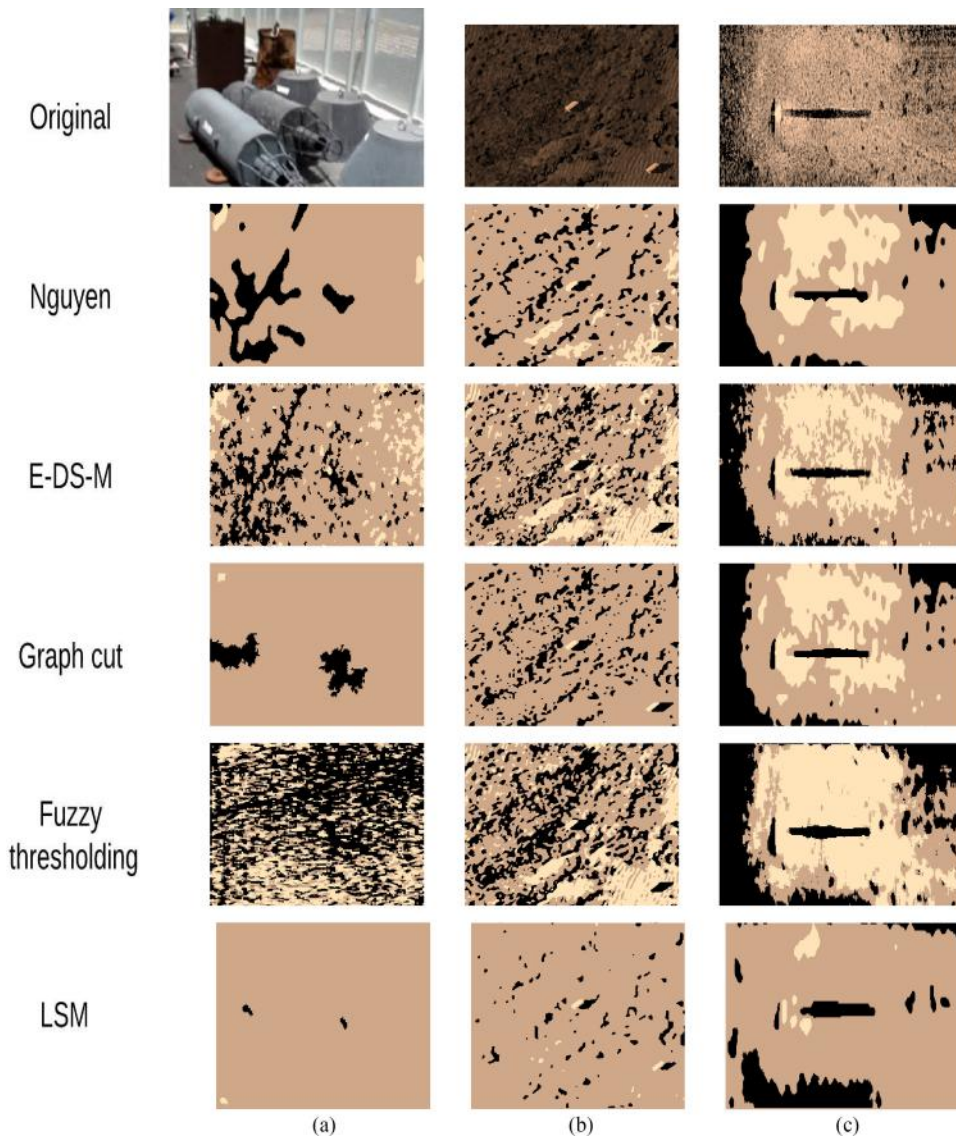 Original
Nguyen
E-DS-M
Graph cut
Fuzzy
thresholding
LSM
(a) (b) (c)